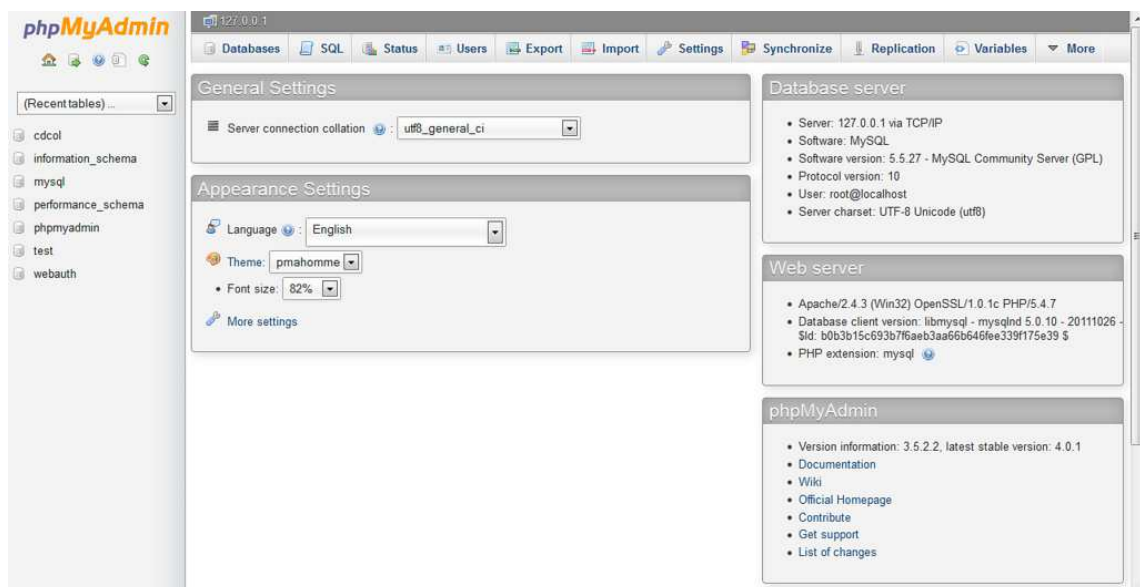 phpMyAdmin
(Recent tables) ...
cdcol
information_schema
mysql
performance_schema
phpmyadmin
test
webauth
127.0.0.1
Databases SQL Status Users Export Import Settings Synchronize Replication Variables More
General Settings
Server connection collation : utf8_general_ci
Appearance Settings
Language : English
Theme: pmahomme
Font size: 82%
More settings
Database server
Server: 127.0.0.1 via TCP/IP
Software: MySQL
Software version: 5.5.27 - MySQL Community Server (GPL)
Protocol version: 10
User: root@localhost
Server charset: UTF-8 Unicode (utf8)
Web server
Apache/2.4.3 (Win32) OpenSSL/1.0.1c PHP/5.4.7
Database client version: libmysql - mysqlnd 5.0.10 - 20111026 -
$Id: b0b3b15c693b7f6aeb3aa66b646fee339f175e39 $
PHP extension: mysql
phpMyAdmin
Version information: 3.5.2.2, latest stable version: 4.0.1
Documentation
Wiki
Official Homepage
Contribute
Get support
List of changes